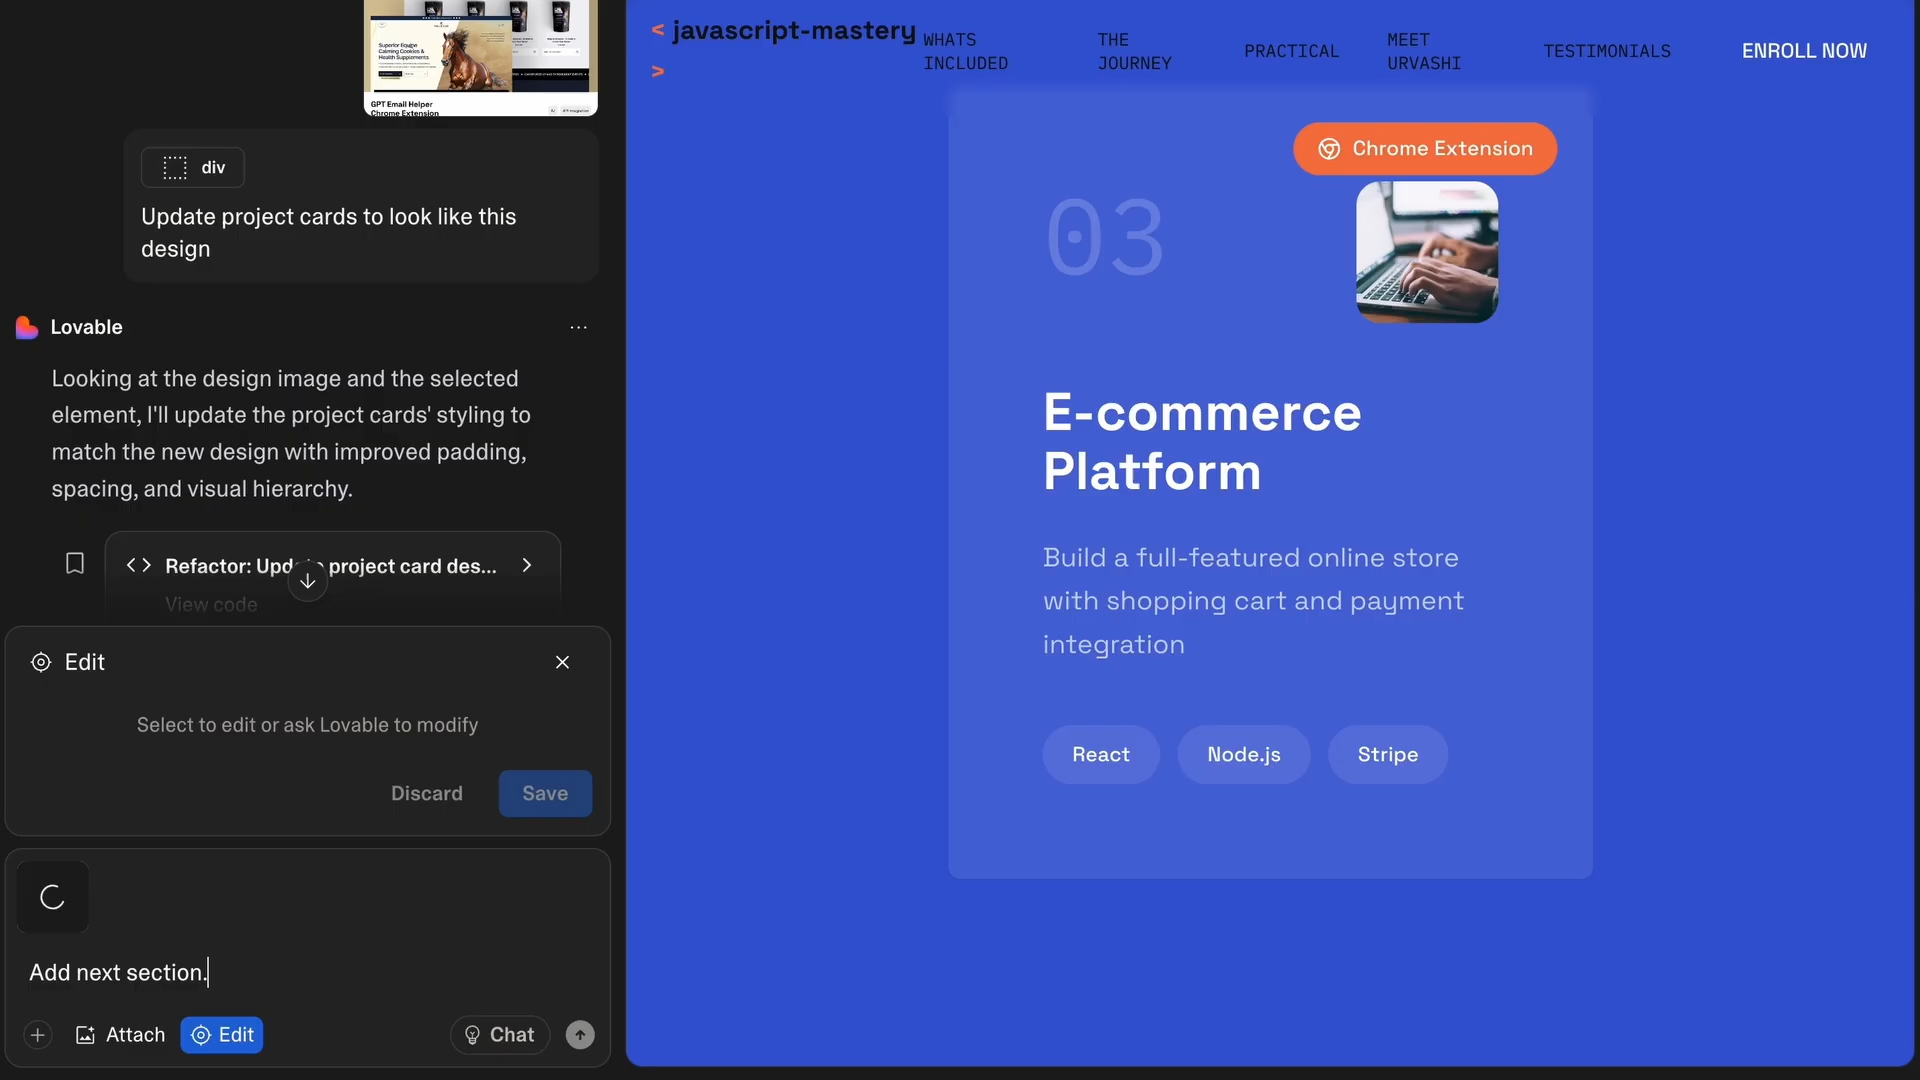 Superior Equine
Calming Cookies &
Health Supplements
GPT Email Helper
Chrome Extension
div
Update project cards to look like this
design
Lovable
Looking at the design image and the selected
element, I'll update the project cards' styling to
match the new design with improved padding,
spacing, and visual hierarchy.
Refactor: Upd project card des...
View code
Edit
Select to edit or ask Lovable to modify
Discard
Save
Add next section.
Attach
Edit
Chat
< javascript-mastery
>
WHATS
INCLUDED
THE
JOURNEY
PRACTICAL
MEET
URVASHI
TESTIMONIALS
ENROLL NOW
Chrome Extension
03
E-commerce
Platform
Build a full-featured online store
with shopping cart and payment
integration
React
Node.js
Stripe